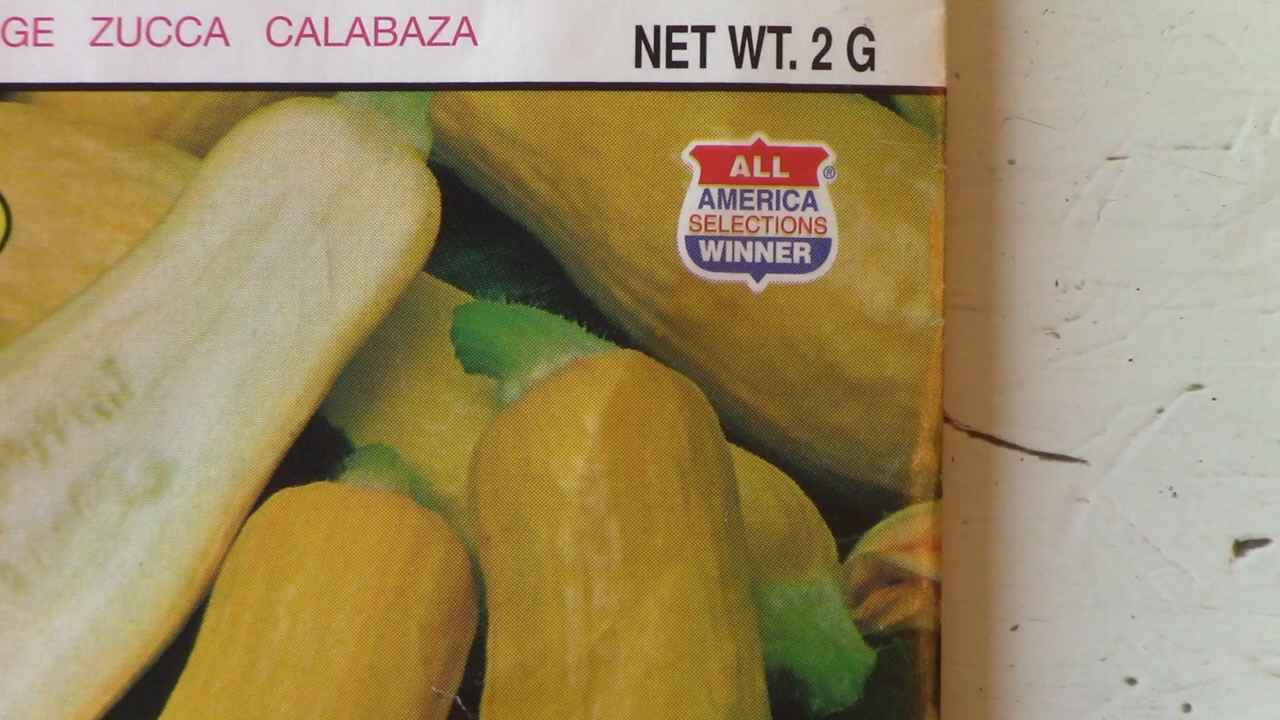 GE ZUCCA CALABAZA
NET WT. 2 G
ALL
AMERICA
SELECTIONS
WINNER
®